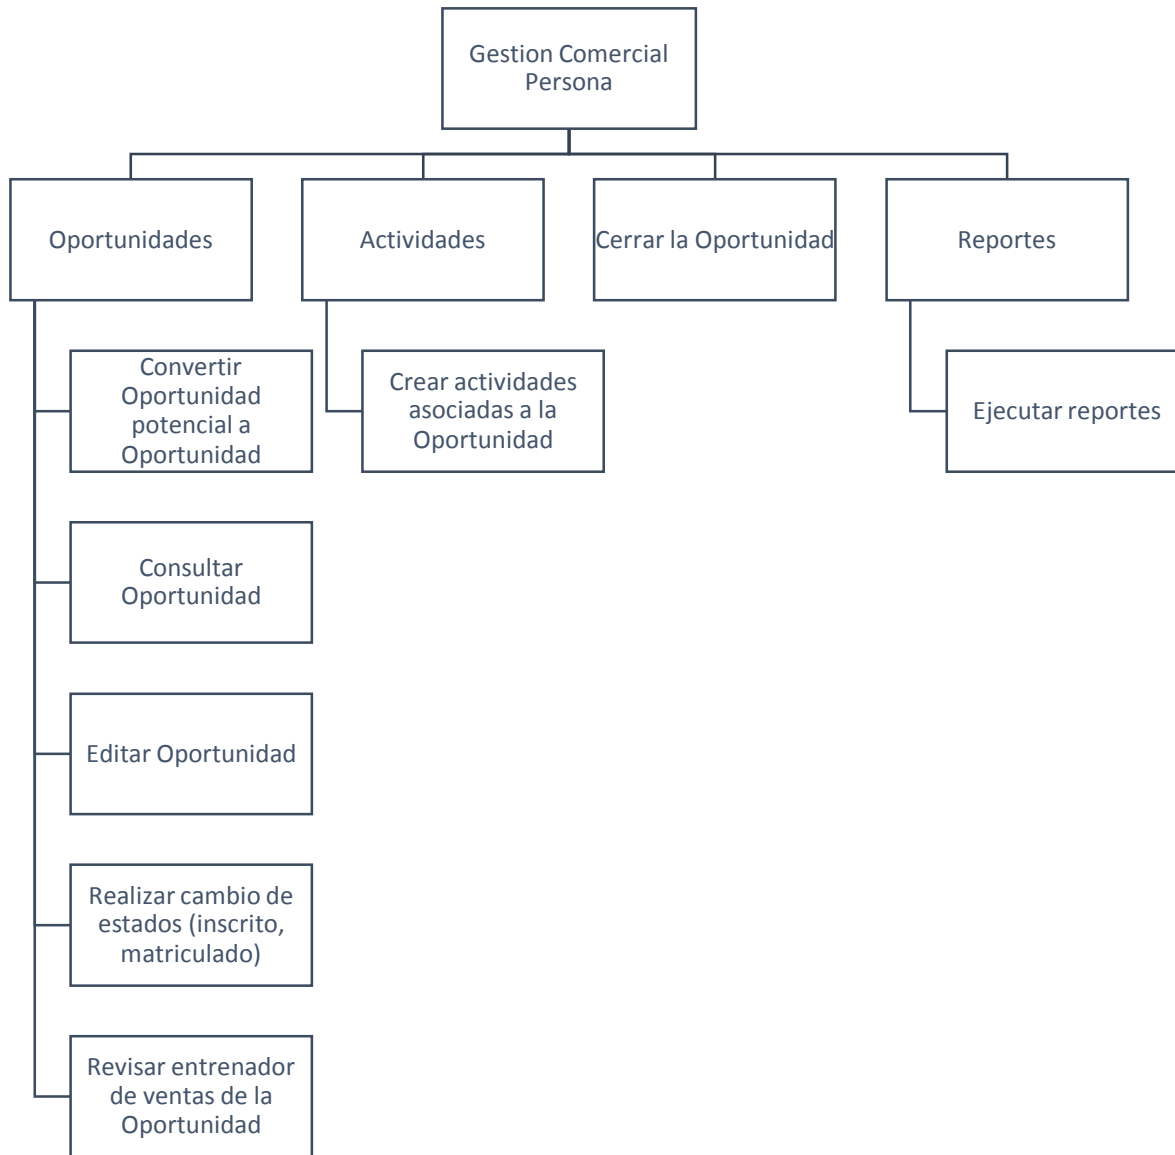 Gestion Comercial
Persona
Oportunidades
Actividades
Cerrar la Oportunidad
Reportes
Convertir
Oportunidad
potencial a
Oportunidad
Crear actividades
asociadas a la
Oportunidad
Ejecutar reportes
Consultar
Oportunidad
Editar Oportunidad
Realizar cambio de
estados (inscrito,
matriculado)
Revisar entrenador
de ventas de la
Oportunidad